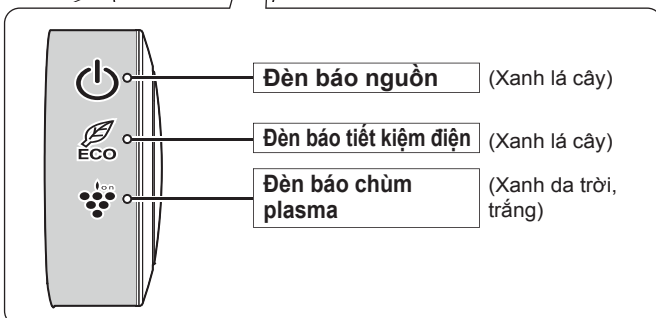 Đèn báo nguồn (Xanh lá cây)
ECO
Đèn báo tiết kiệm điện (Xanh lá cây)
ion
Đèn báo chùm (Xanh da trời,
plasma trắng)